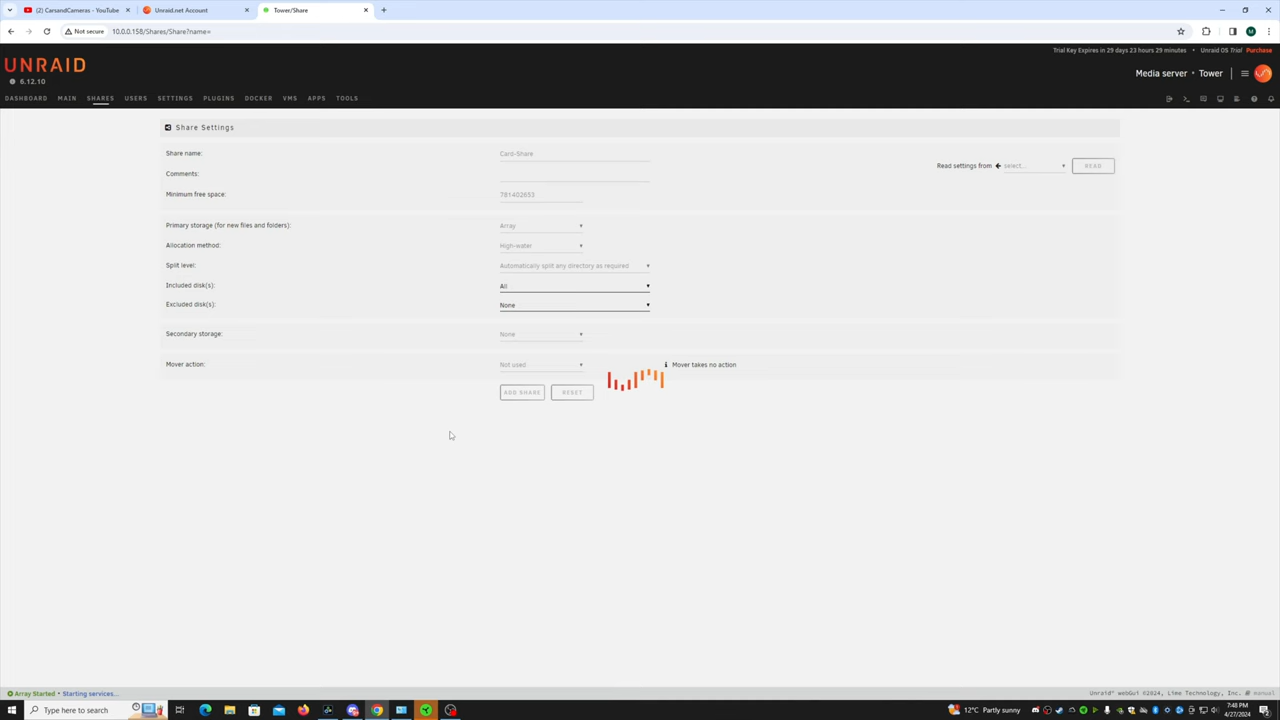 (2) CarsandCameras - YouTube
Unraid.net Account
Tower/Share
Not secure
10.0.0.158/Shares/Share?name=
M
Trial Key Expires in 29 days 23 hours 29 minutes • Unraid OS Trial Purchase
UNRAID
6.12.10
Media server • Tower
DASHBOARD MAIN SHARES USERS SETTINGS PLUGINS DOCKER VMS APPS TOOLS
Share Settings
Share name: Card-Share
Read settings from select... READ
Comments:
Minimum free space: 781402653
Primary storage (for new files and folders): Array
Allocation method: High-water
Split level: Automatically split any directory as required
Included disk(s): All
Excluded disk(s): None
Secondary storage: None
Mover action: Not used Mover takes no action
ADD SHARE RESET
Array Started • Starting services...
Unraid® webGui ©2024, Lime Technology, Inc. manual
Type here to search
12°C Partly sunny
7:48 PM
4/27/2024